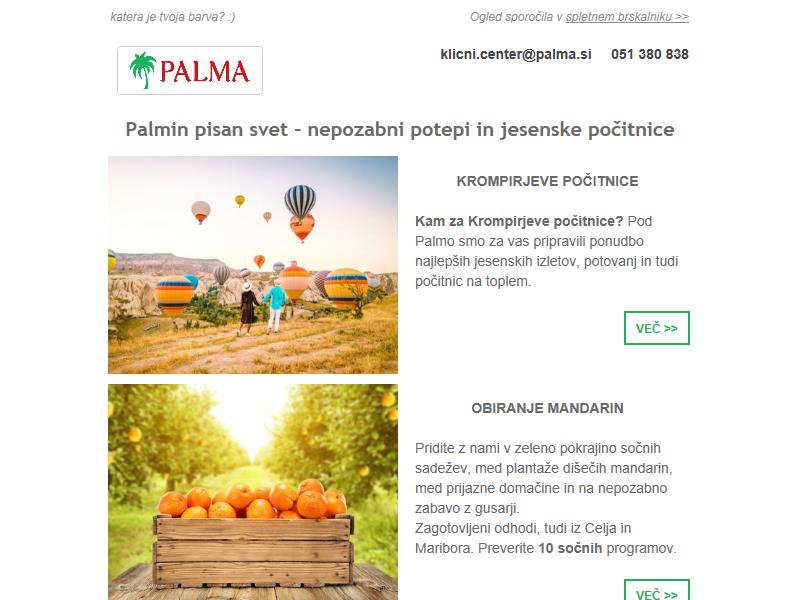 katera je tvoja barva? :)
Ogled sporočila v spletnem brskalniku >>
PALMA
klicni.center@palma.si 051 380 838
Palmin pisan svet - nepozabni potepi in jesenske počitnice
KROMPIRJEVE POČITNICE
Kam za Krompirjeve počitnice? Pod
Palmo smo za vas pripravili ponudbo
najlepših jesenskih izletov, potovanj in tudi
počitnic na toplem.
VEČ >>
OBIRANJE MANDARIN
Pridite z nami v zeleno pokrajino sočnih
sadežev, med plantaže dišečih mandarin,
med prijazne domačine in na nepozabno
zabavo z gusarji.
Zagotovljeni odhodi, tudi iz Celja in
Maribora. Preverite 10 sočnih programov.
VEČ >>